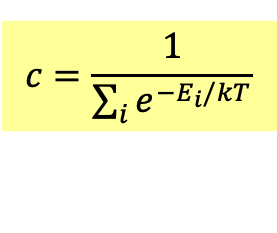 c = 1 / ∑ᵢ e^{−Eᵢ/kT}